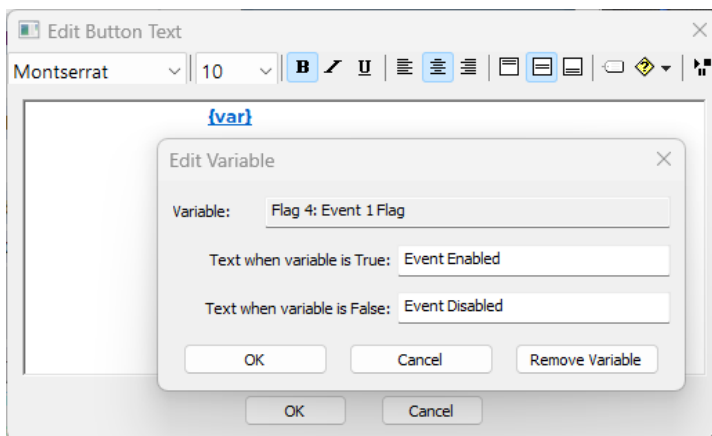 Edit Button Text
Montserrat 10 B I U
{var}
Edit Variable
Variable: Flag 4: Event 1 Flag
Text when variable is True: Event Enabled
Text when variable is False: Event Disabled
OK Cancel Remove Variable
OK Cancel